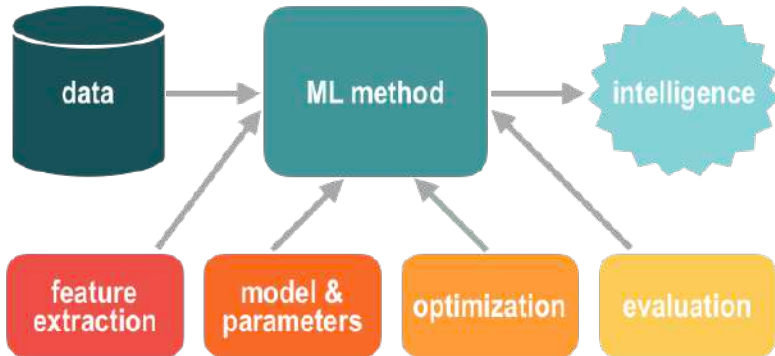 data
ML method
intelligence
feature
extraction
model &
parameters
optimization
evaluation